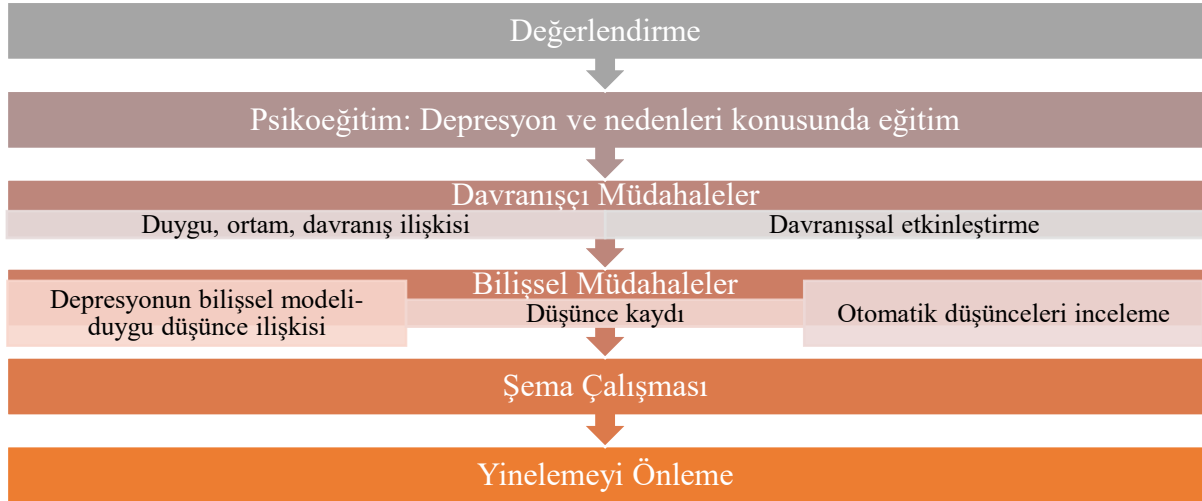 Değerlendirme
Psikoeğitim: Depresyon ve nedenleri konusunda eğitim
Davranışçı Müdahaleler
Duygu, ortam, davranış ilişkisi
Davranışsal etkinleştirme
Bilişsel Müdahaleler
Depresyonun bilişsel modeli-
duygu düşünce ilişkisi
Düşünce kaydı
Otomatik düşünceleri inceleme
Şema Çalışması
Yinelemeyi Önleme